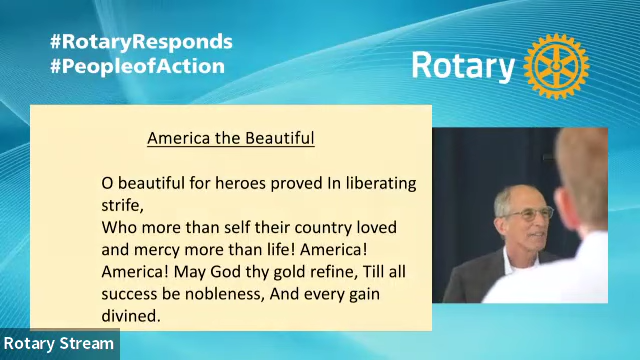 #RotaryResponds
#PeopleofAction
Rotary
America the Beautiful
O beautiful for heroes proved In liberating
strife,
Who more than self their country loved
and mercy more than life! America!
America! May God thy gold refine, Till all
success be nobleness, And every gain
divined.
Rotary Stream